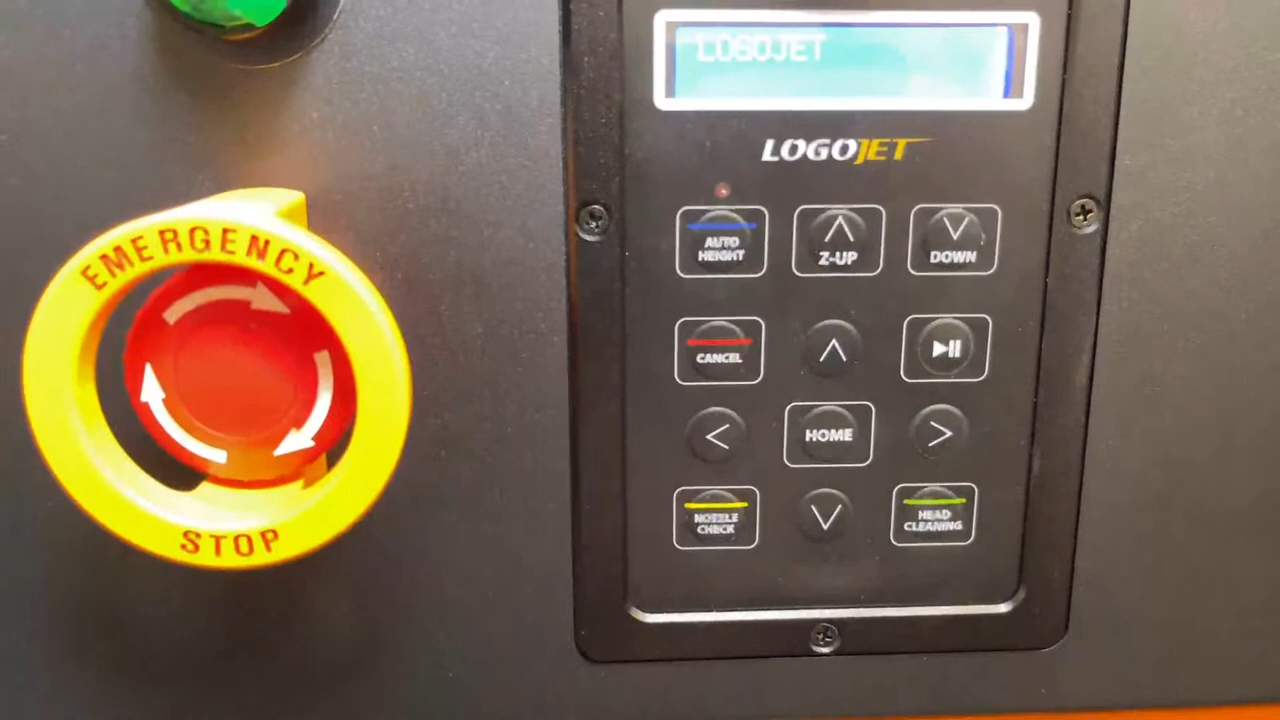 LOGOJET
LOGOJET
AUTO
HEIGHT
Z-UP
DOWN
EMERGENCY
STOP
CANCEL
HOME
NOZZLE
CHECK
HEAD
CLEANING